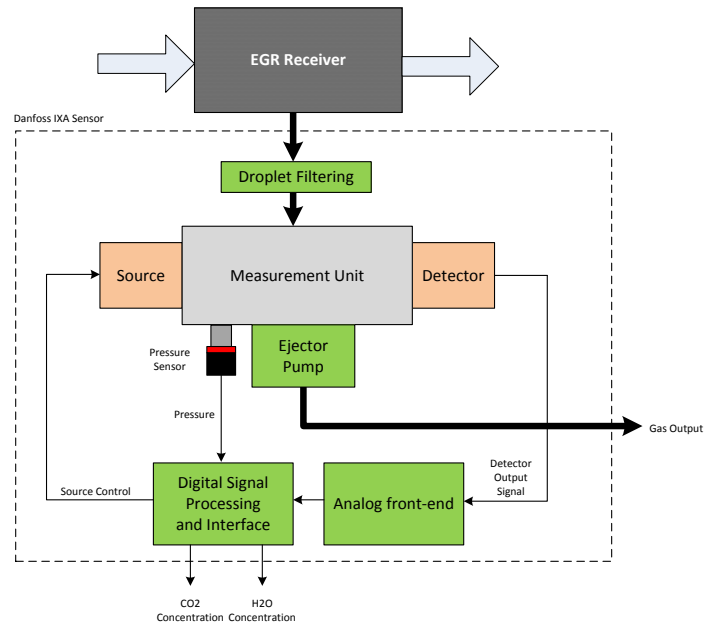 EGR Receiver
Danfoss IXA Sensor
Droplet Filtering
Source
Measurement Unit
Detector
Pressure
Sensor
Ejector
Pump
Pressure
Gas Output
Source Control
Digital Signal
Processing
and Interface
Analog front-end
Detector
Output
Signal
CO2
Concentration
H2O
Concentration